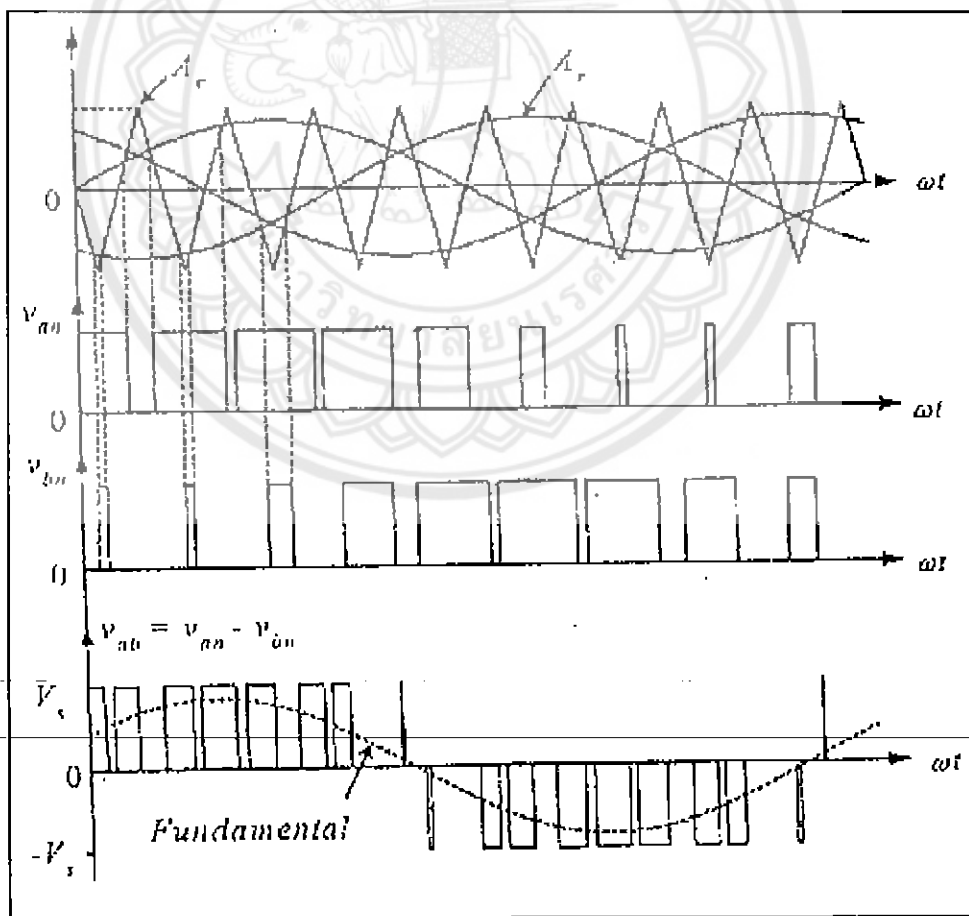 A_c
A_r
0
ωt
v_an
0
ωt
v_bn
0
ωt
v_ab = v_an - v_bn
V_s
0
ωt
Fundamental
-V_s